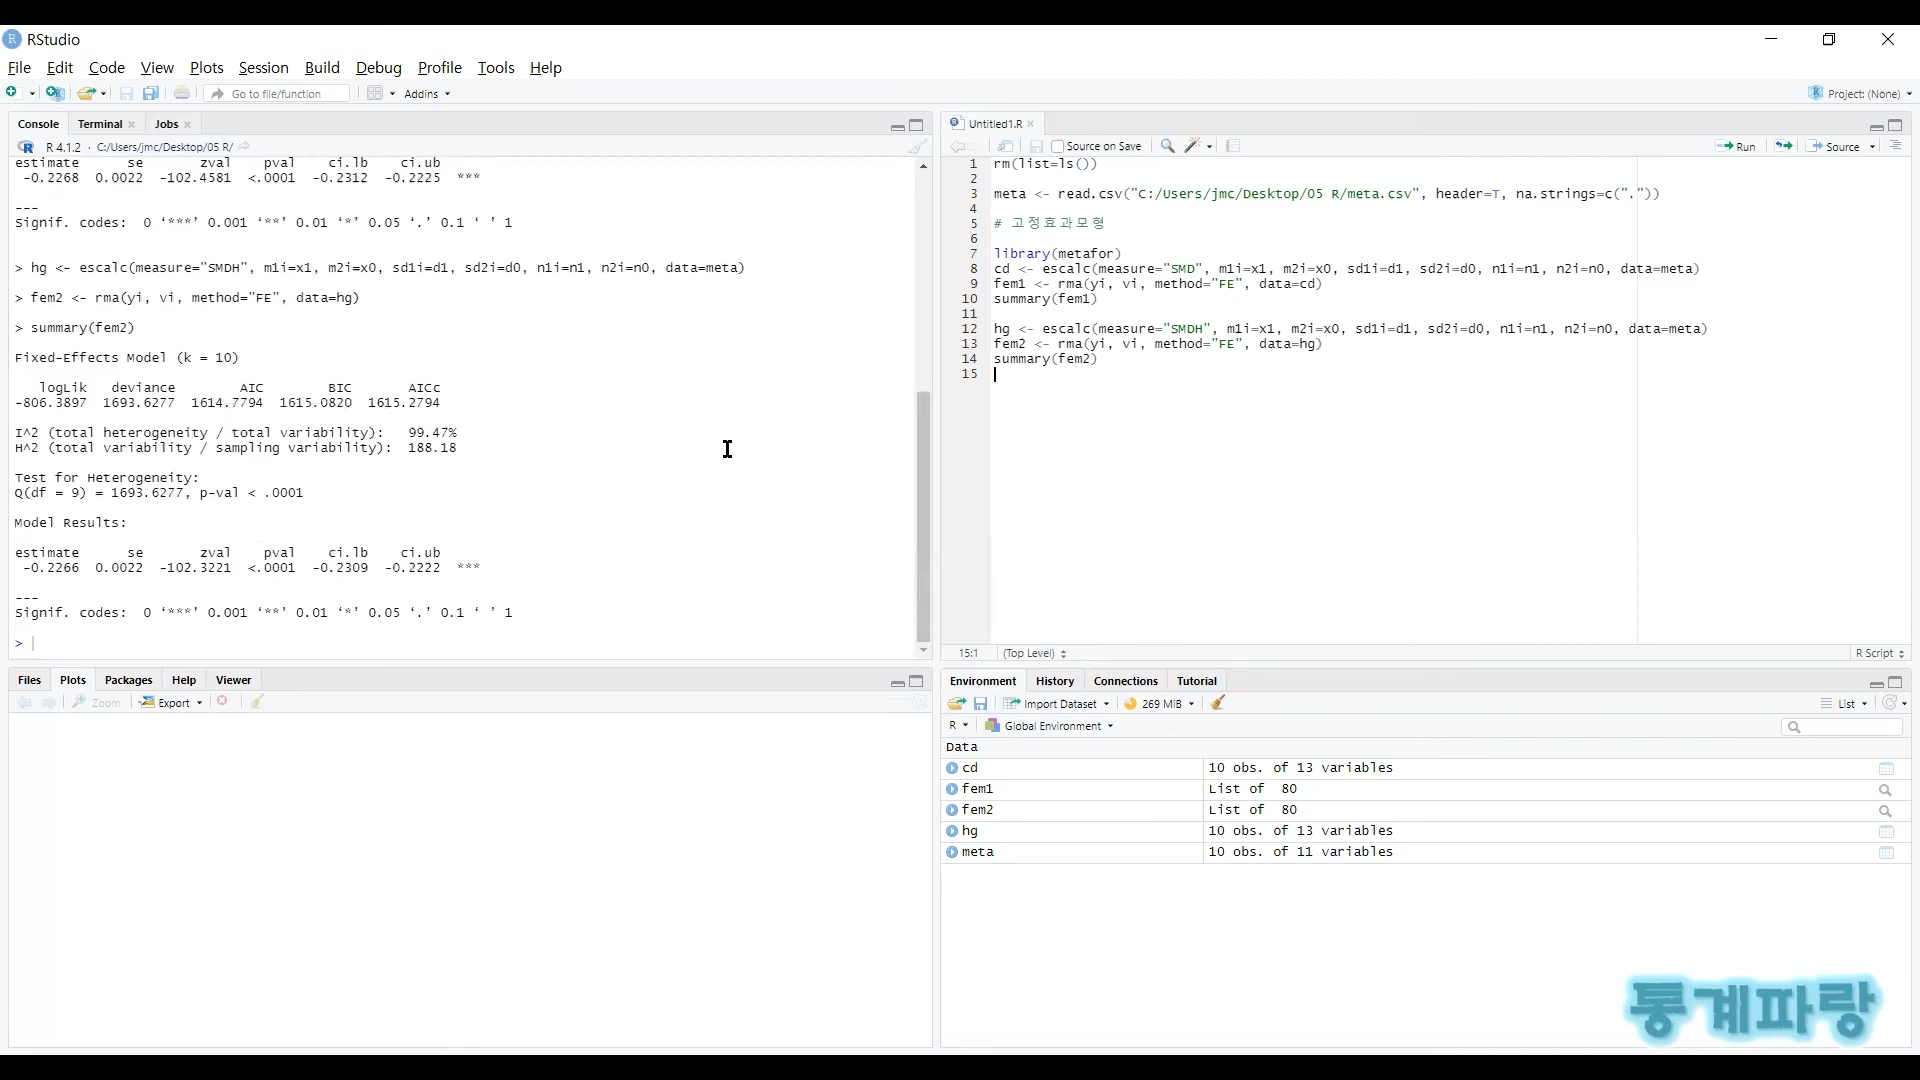 RStudio
File Edit Code View Plots Session Build Debug Profile Tools Help
Go to file/function Addins Project: (None)
Console Terminal Jobs
R 4.1.2 · C:/Users/jmc/Desktop/05 R/
estimate se zval pval ci.lb ci.ub
-0.2268 0.0022 -102.4581 <.0001 -0.2312 -0.2225 ***
---
Signif. codes: 0 ‘***’ 0.001 ‘**’ 0.01 ‘*’ 0.05 ‘.’ 0.1 ‘ ’ 1
> hg <- escalc(measure="SMDH", m1i=x1, m2i=x0, sd1i=d1, sd2i=d0, n1i=n1, n2i=n0, data=meta)
> fem2 <- rma(yi, vi, method="FE", data=hg)
> summary(fem2)
Fixed-Effects Model (k = 10)
logLik deviance AIC BIC AICc
-806.3897 1693.6277 1614.7794 1615.0820 1615.2794
I^2 (total heterogeneity / total variability): 99.47%
H^2 (total variability / sampling variability): 188.18
Test for Heterogeneity:
Q(df = 9) = 1693.6277, p-val < .0001
Model Results:
estimate se zval pval ci.lb ci.ub
-0.2266 0.0022 -102.3221 <.0001 -0.2309 -0.2222 ***
---
Signif. codes: 0 ‘***’ 0.001 ‘**’ 0.01 ‘*’ 0.05 ‘.’ 0.1 ‘ ’ 1
>
Untitled1.R
Source on Save Run Source
1 rm(list=ls())
2
3 meta <- read.csv("C:/Users/jmc/Desktop/05 R/meta.csv", header=T, na.strings=c("."))
4
5 # 고정효과모형
6
7 library(metafor)
8 cd <- escalc(measure="SMD", m1i=x1, m2i=x0, sd1i=d1, sd2i=d0, n1i=n1, n2i=n0, data=meta)
9 fem1 <- rma(yi, vi, method="FE", data=cd)
10 summary(fem1)
11
12 hg <- escalc(measure="SMDH", m1i=x1, m2i=x0, sd1i=d1, sd2i=d0, n1i=n1, n2i=n0, data=meta)
13 fem2 <- rma(yi, vi, method="FE", data=hg)
14 summary(fem2)
15
15:1 (Top Level) R Script
Files Plots Packages Help Viewer
Zoom Export
Environment History Connections Tutorial
Import Dataset 269 MiB List
R Global Environment
Data
cd 10 obs. of 13 variables
fem1 List of 80
fem2 List of 80
hg 10 obs. of 13 variables
meta 10 obs. of 11 variables
통계파랑